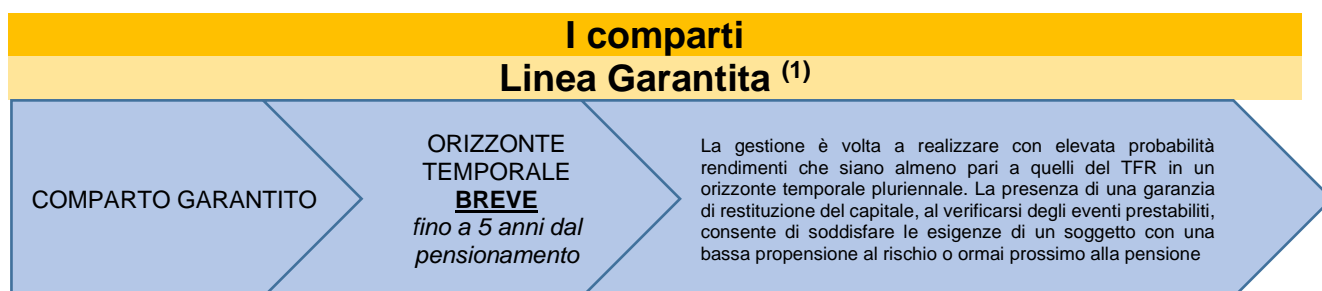 I comparti
Linea Garantita (1)
COMPARTO GARANTITO
ORIZZONTE
TEMPORALE
BREVE
fino a 5 anni dal
pensionamento
La gestione è volta a realizzare con elevata probabilità
rendimenti che siano almeno pari a quelli del TFR in un
orizzonte temporale pluriennale. La presenza di una garanzia
di restituzione del capitale, al verificarsi degli eventi prestabiliti,
consente di soddisfare le esigenze di un soggetto con una
bassa propensione al rischio o ormai prossimo alla pensione